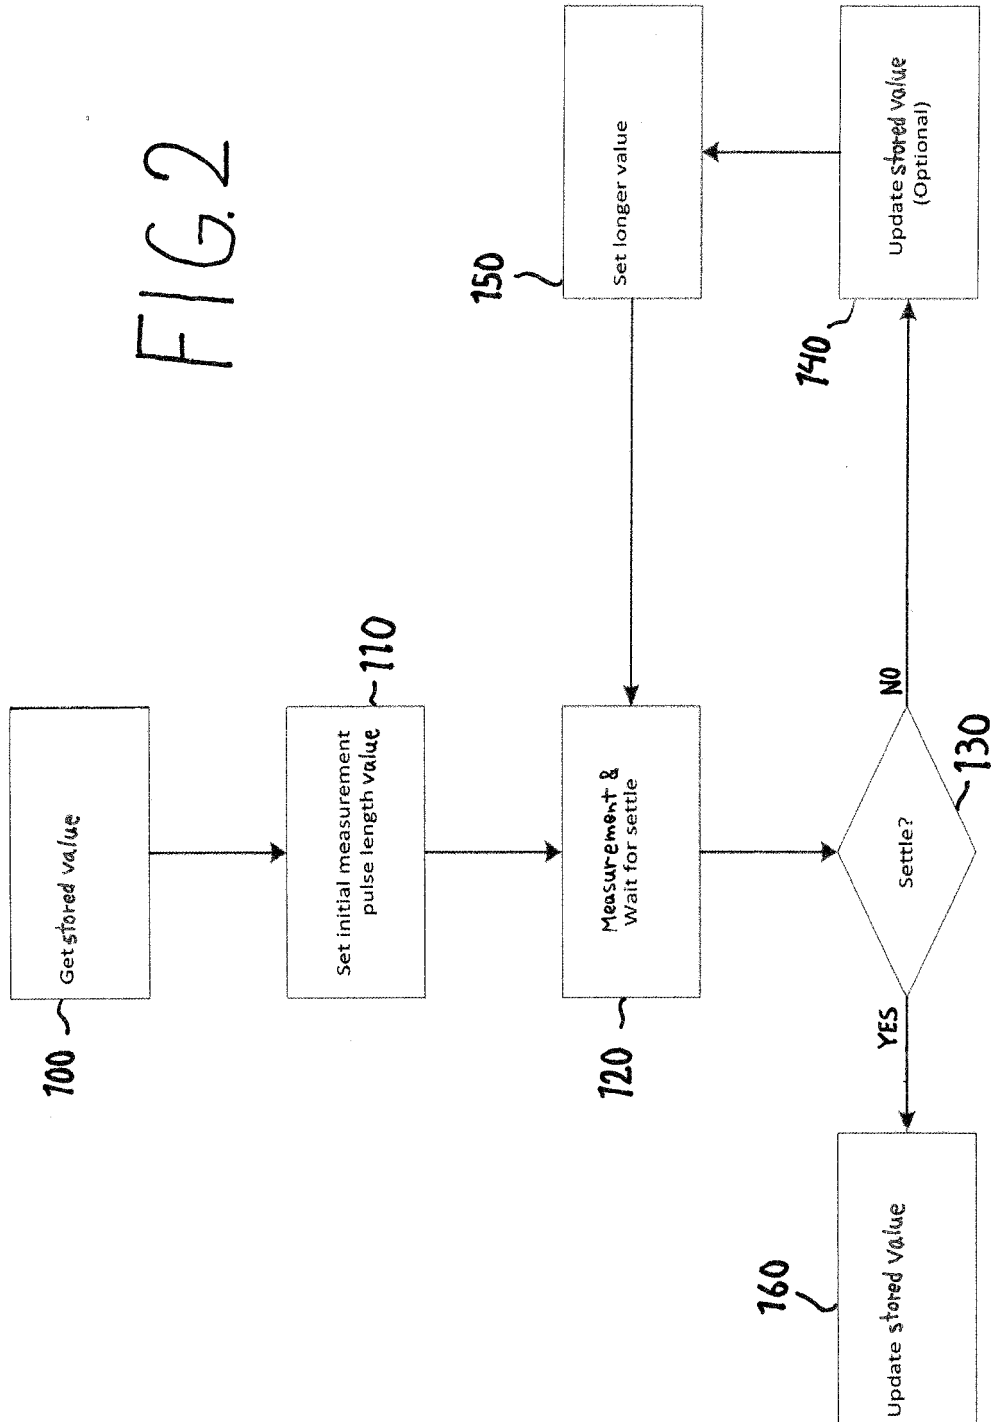 FIG. 2
100
Get stored value
110
Set initial measurement
pulse length value
120
Measurement &
Wait for settle
130
Settle?
YES
NO
140
Update stored value
(Optional)
150
Set longer value
160
Update stored value